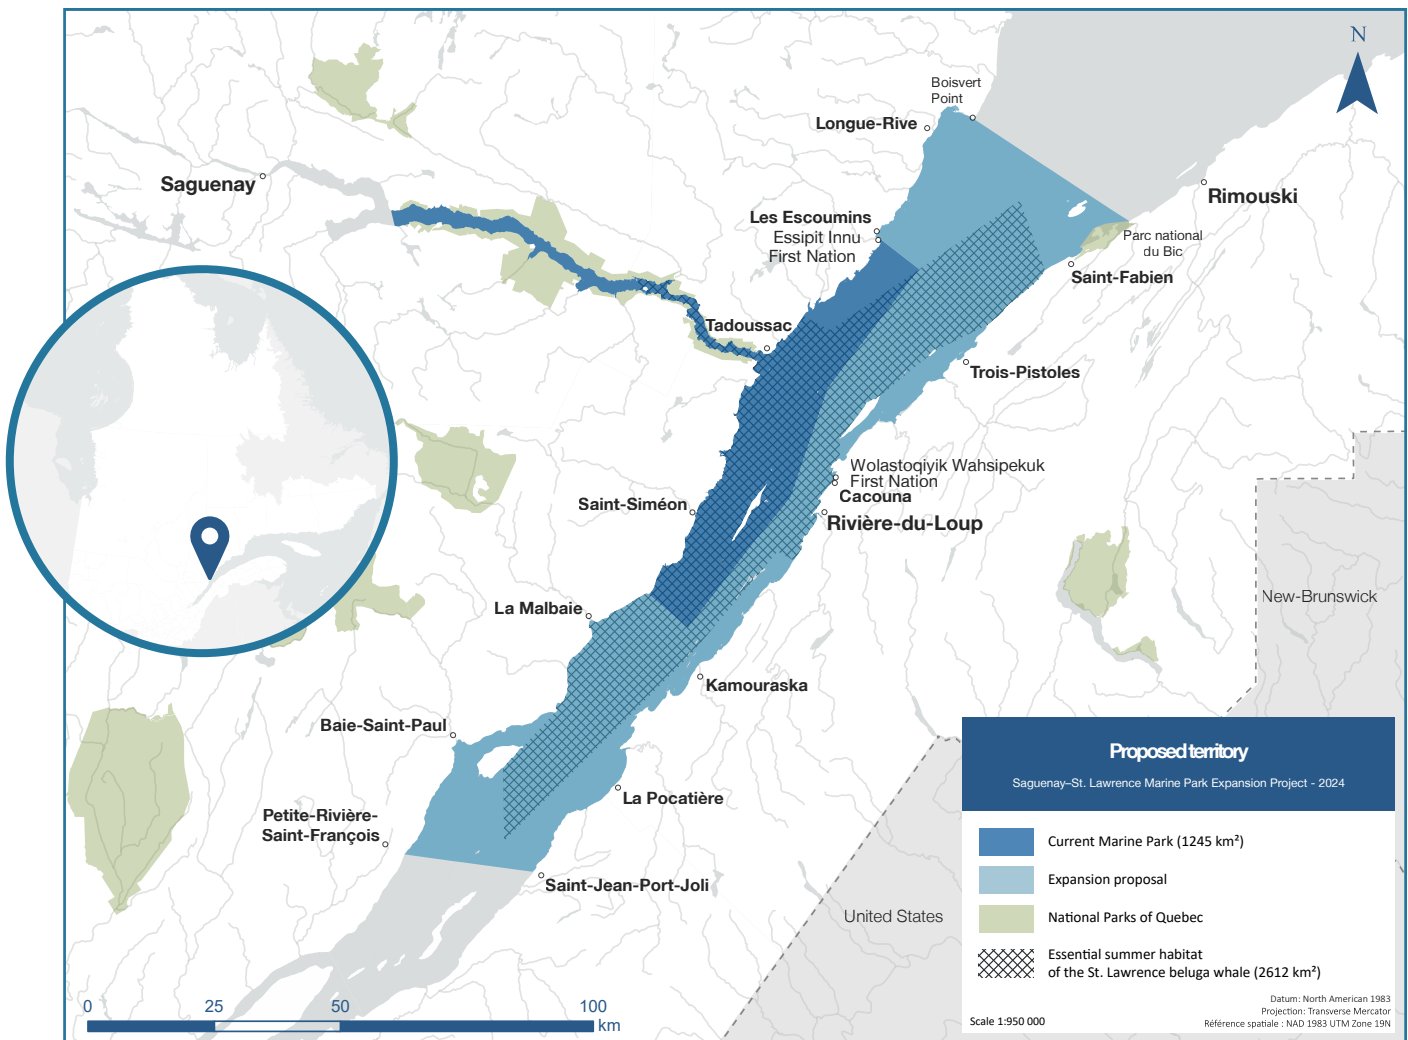 N
Boisvert
Point
Longue-Rive
Saguenay
Rimouski
Les Escoumins
Essipit Innu
First Nation
Parc national
du Bic
Saint-Fabien
Tadoussac
Trois-Pistoles
Wolastoqiyik Wahsipekuk
First Nation
Cacouna
Saint-Siméon
Rivière-du-Loup
La Malbaie
New-Brunswick
Kamouraska
Baie-Saint-Paul
La Pocatière
Petite-Rivière-
Saint-François
Saint-Jean-Port-Joli
United States
Proposed territory
Saguenay–St. Lawrence Marine Park Expansion Project - 2024
Current Marine Park (1245 km²)
Expansion proposal
National Parks of Quebec
Essential summer habitat
of the St. Lawrence beluga whale (2612 km²)
Datum: North American 1983
Projection: Transverse Mercator
Référence spatiale : NAD 1983 UTM Zone 19N
Scale 1:950 000
0 25 50 100
km